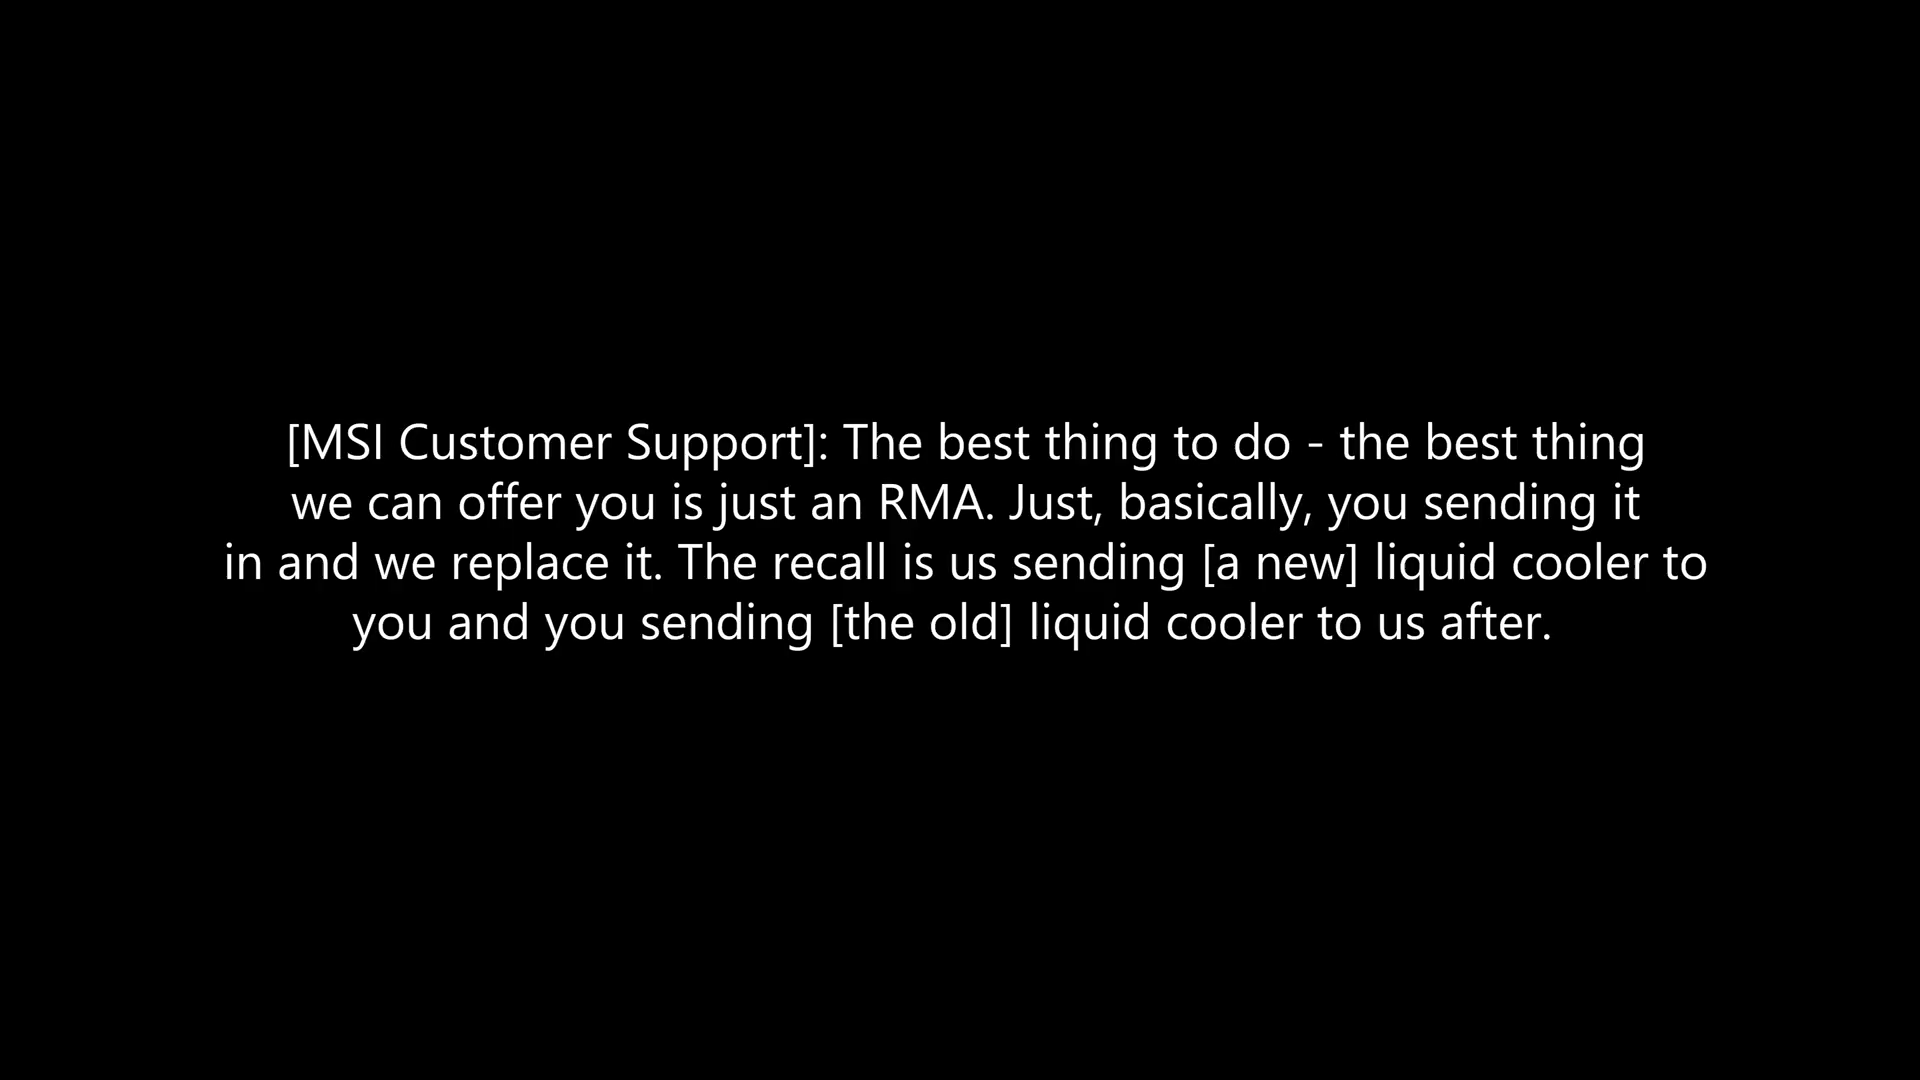 [MSI Customer Support]: The best thing to do - the best thing
we can offer you is just an RMA. Just, basically, you sending it
in and we replace it. The recall is us sending [a new] liquid cooler to
you and you sending [the old] liquid cooler to us after.